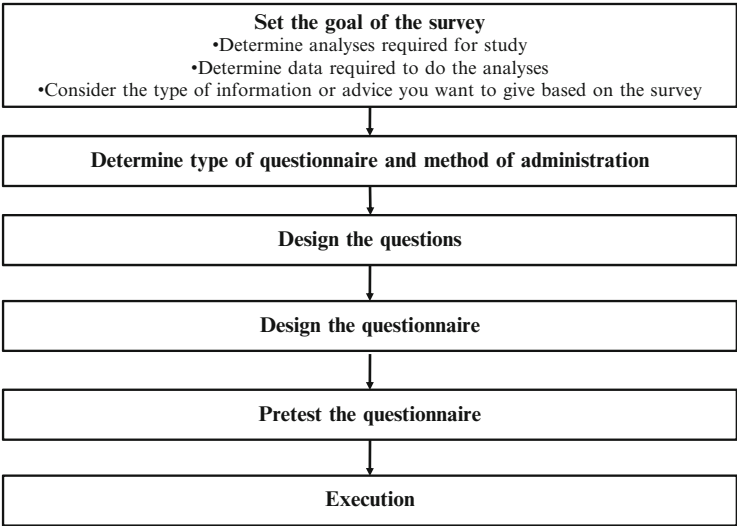 Set the goal of the survey
•Determine analyses required for study
•Determine data required to do the analyses
•Consider the type of information or advice you want to give based on the survey
Determine type of questionnaire and method of administration
Design the questions
Design the questionnaire
Pretest the questionnaire
Execution